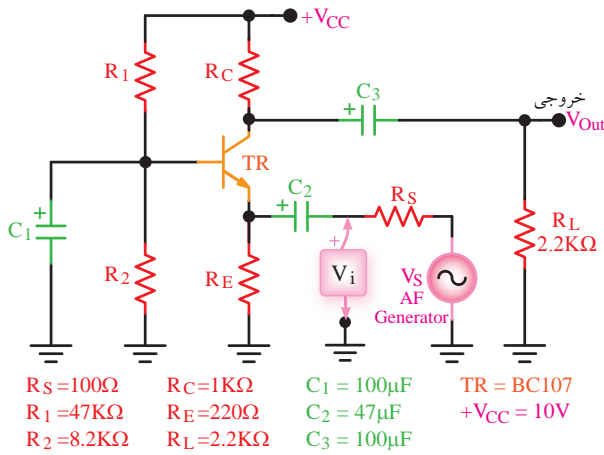 +VCC
R1
RC
C3
خروجی
VOut
TR
C2
RS
C1
RL
2.2KΩ
R2
RE
Vi
VS
AF
Generator
RS=100Ω
R1=47KΩ
R2=8.2KΩ
RC=1KΩ
RE=220Ω
RL=2.2KΩ
C1 = 100µF
C2 = 47µF
C3 = 100µF
TR = BC107
+VCC = 10V